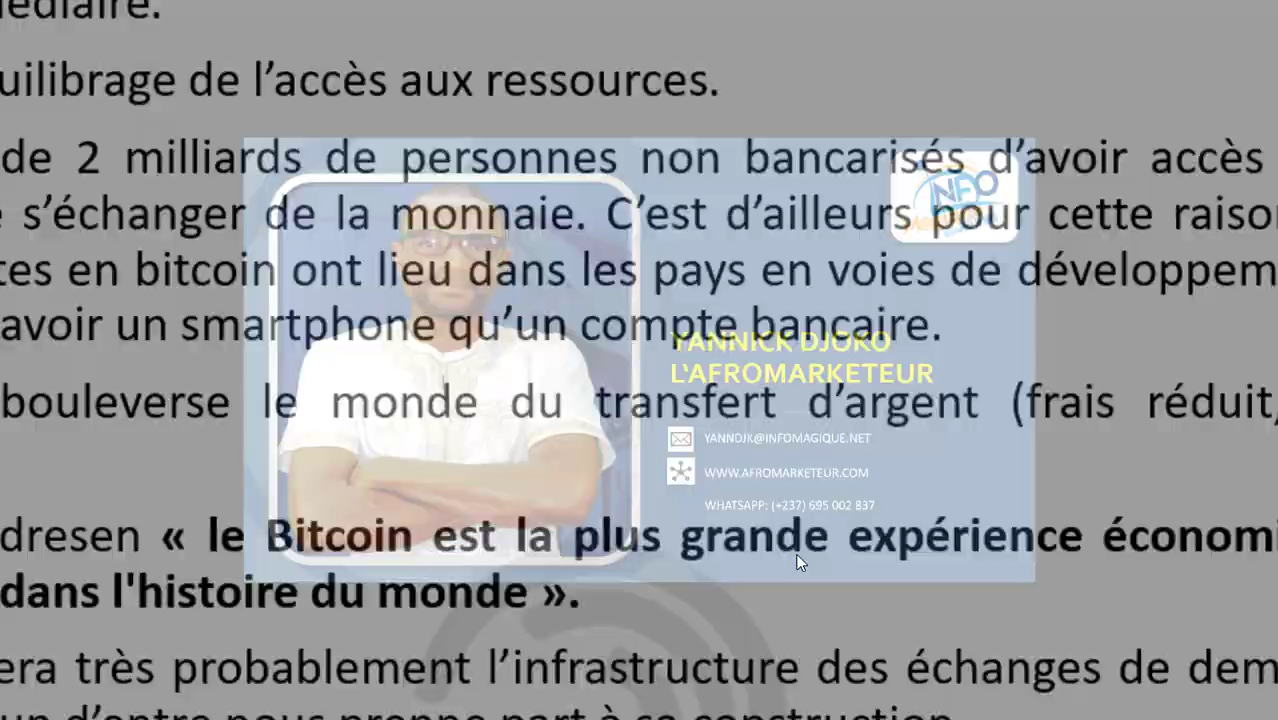 édiaire.
uilibrage de l’accès aux ressources.
de 2 milliards de personnes non bancarisés d’avoir accès
s’échanger de la monnaie. C’est d’ailleurs pour cette raiso
tes en bitcoin ont lieu dans les pays en voies de développem
avoir un smartphone qu’un compte bancaire.
bouleverse le monde du transfert d’argent (frais réduit,
dresen « le Bitcoin est la plus grande expérience économi
dans l'histoire du monde ».
era très probablement l’infrastructure des échanges de dem
YANNICK DJOKO
L'AFROMARKETEUR
YANNDJK@INFOMAGIQUE.NET
WWW.AFROMARKETEUR.COM
WHATSAPP: (+237) 695 002 837